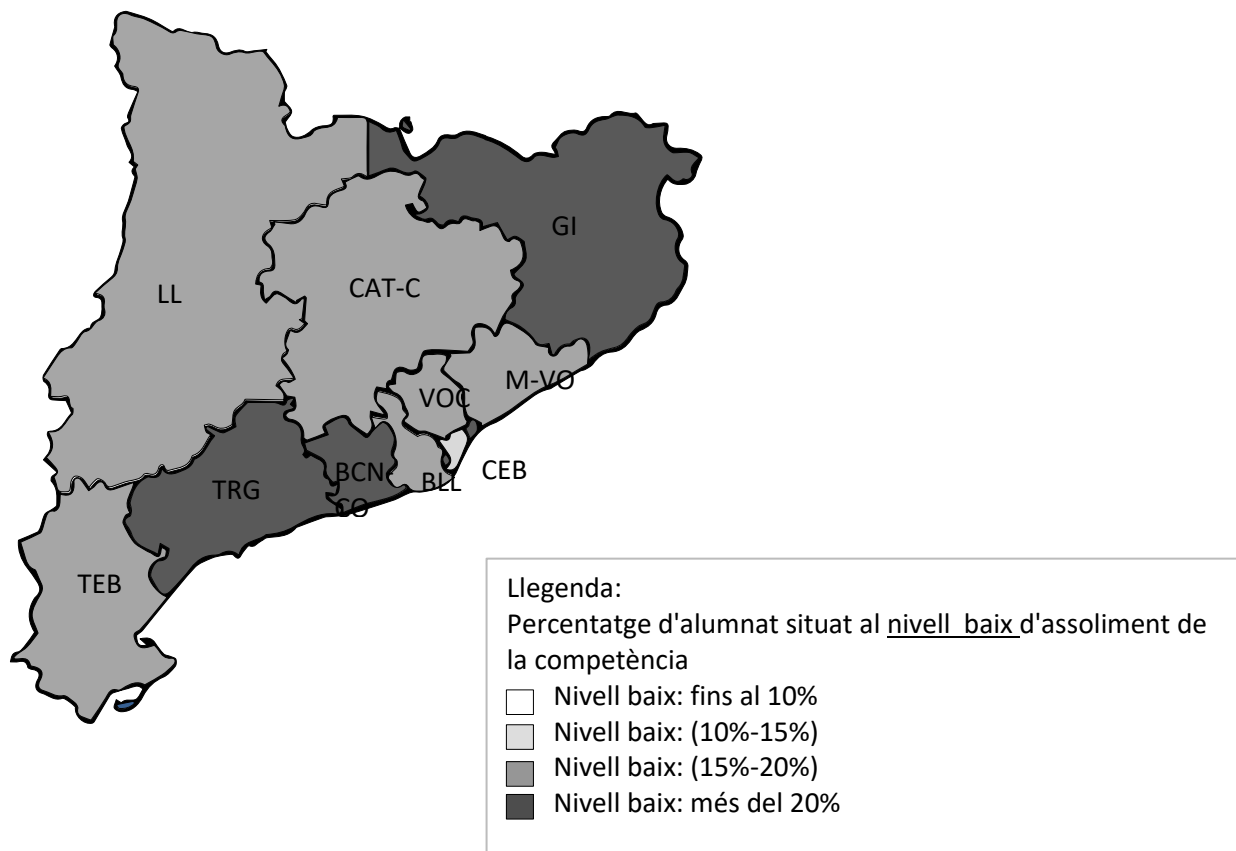 GI
LL
CAT-C
M-VO
VOC
BCN-
CO
BLL
CEB
TRG
TEB
Llegenda:
Percentatge d'alumnat situat al nivell baix d'assoliment de
la competència
Nivell baix: fins al 10%
Nivell baix: (10%-15%)
Nivell baix: (15%-20%)
Nivell baix: més del 20%